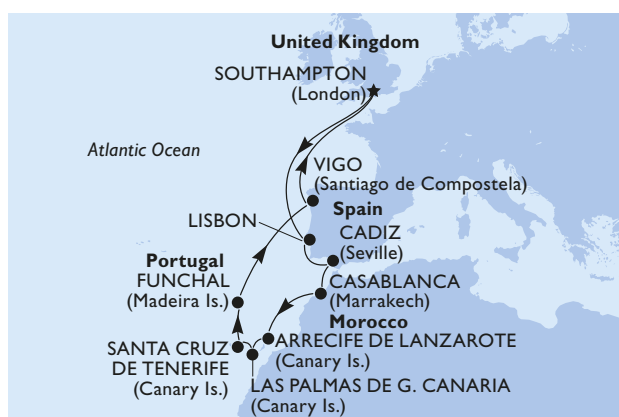 United Kingdom
SOUTHAMPTON
(London)
Atlantic Ocean
VIGO
(Santiago de Compostela)
LISBON
Spain
CADIZ
(Seville)
Portugal
FUNCHAL
(Madeira Is.)
CASABLANCA
(Marrakech)
Morocco
ARRECIFE DE LANZAROTE
(Canary Is.)
SANTA CRUZ
DE TENERIFE
(Canary Is.)
LAS PALMAS DE G. CANARIA
(Canary Is.)